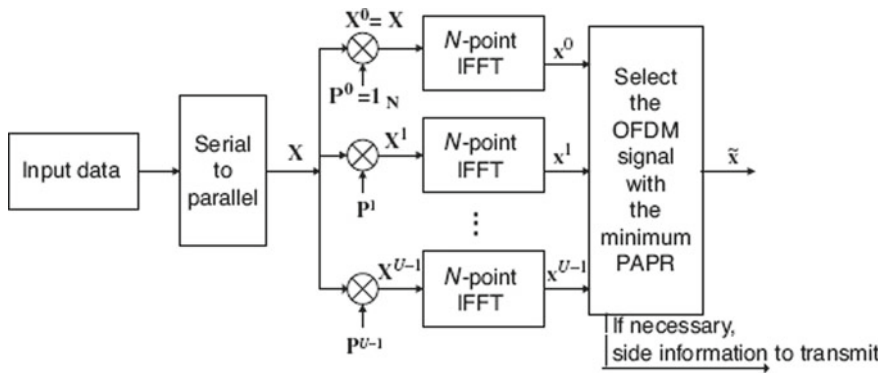 X⁰= X
N-point
IFFT
x⁰
P⁰ =1 N
Select
the
OFDM
signal
with
the
minimum
PAPR
Input data
Serial
to
parallel
X
X¹
N-point
IFFT
x¹
P¹
x̃
⋮
X^{U−1}
N-point
IFFT
x^{U−1}
P^{U−1}
If necessary,
side information to transmit